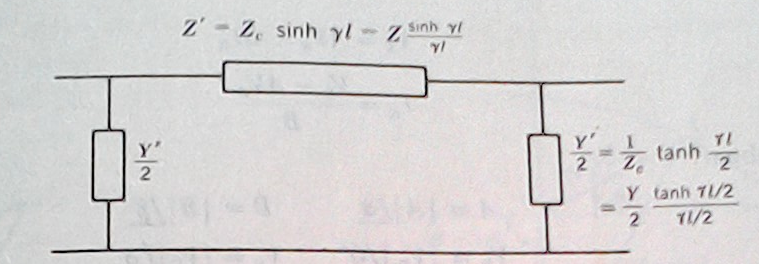 Z' = Z_c sinh γl = Z sinh γl / γl
Y' / 2
Y' / 2 = 1 / Z_c tanh γl / 2
= Y / 2 tanh γl/2 / γl/2